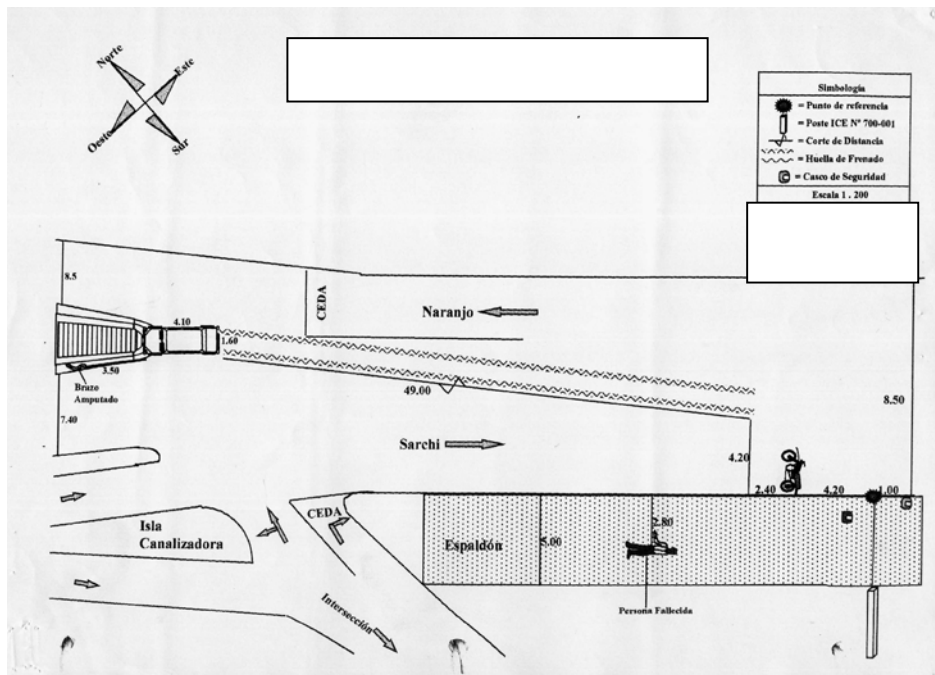 Norte
Este
Oesto
Súr
Simbología
= Punto de referencia
= Poste ICE Nº 700-001
= Corte de Distancia
= Huella de Frenado
C = Casco de Seguridad
Escala 1 . 200
8.5
CEDA
Naranjo
4.10
1.60
3.50
Brazo
Amputado
49.00
8.50
7.40
Sarchi
4.20
2.40
4.20
1.00
CEDA
C
C
Isla
Canalizadora
Espaldón
5.00
2.80
Intersección
Persona Fallecida